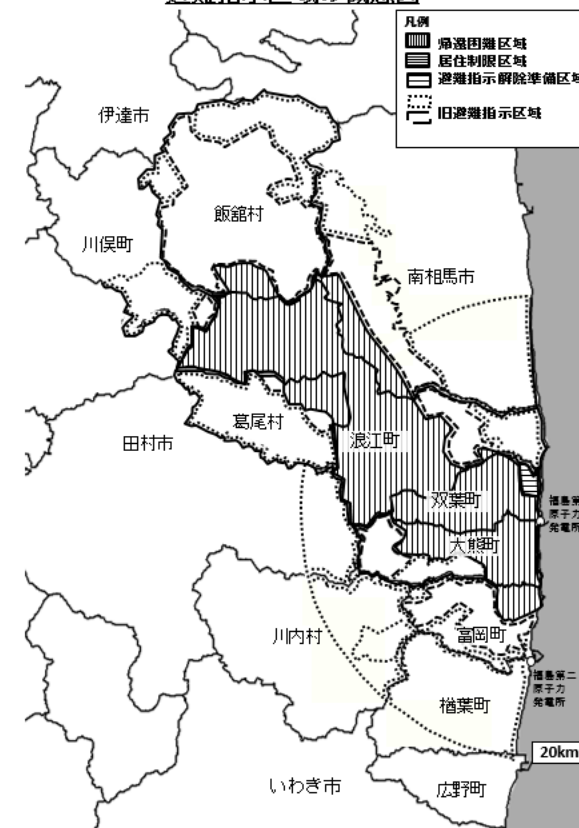 避難指示区域の概念図
凡例
帰還困難区域
居住制限区域
避難指示解除準備区域
旧避難指示区域
伊達市
飯舘村
川俣町
南相馬市
葛尾村
田村市
浪江町
双葉町
福島第
原子力
発電所
大熊町
川内村
富岡町
福島第二
原子力
発電所
楢葉町
20km
いわき市
広野町